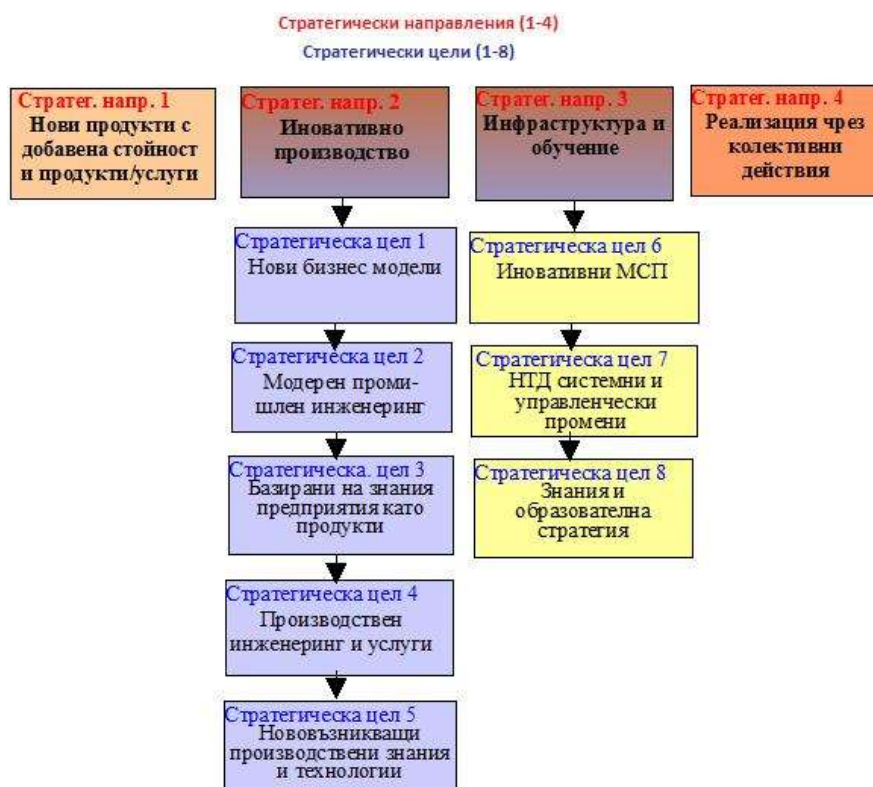 Стратегически направления (1-4)
Стратегически цели (1-8)
Стратег. напр. 1
Нови продукти с
добавена стойност
и продукти/услуги
Стратег. напр. 2
Иновативно
производство
Стратег. напр. 3
Инфраструктура и
обучение
Стратег. напр. 4
Реализация чрез
колективни
действия
Стратегическа цел 1
Нови бизнес модели
Стратегическа цел 2
Модерен проми-
шлен инженеринг
Стратегическа. цел 3
Базирани на знания
предприятия като
продукти
Стратегическа цел 4
Производствен
инженеринг и услуги
Стратегическа цел 5
Нововъзникващи
производствени знания
и технологии
Стратегическа цел 6
Иновативни МСП
Стратегическа цел 7
НТД системни и
управленчески
промени
Стратегическа цел 8
Знания и
образователна
стратегия